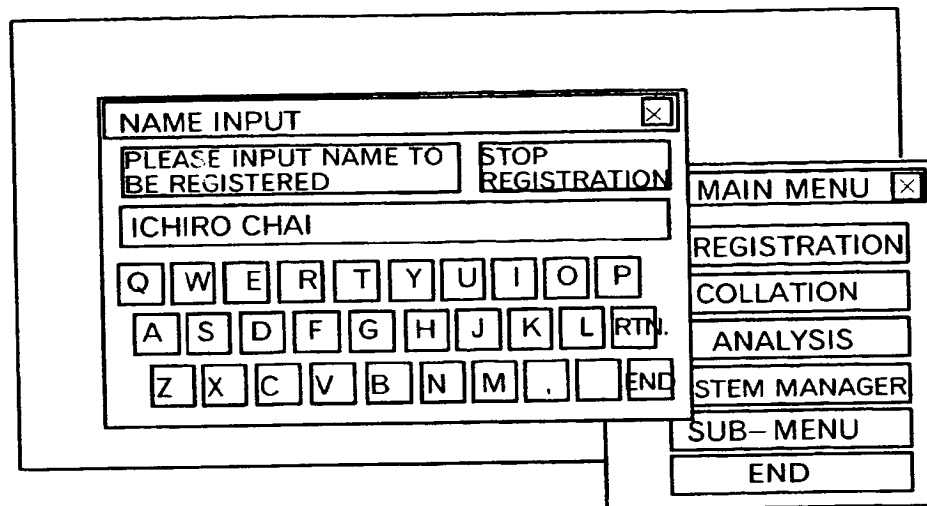 NAME INPUT
PLEASE INPUT NAME TO
BE REGISTERED
STOP
REGISTRATION
ICHIRO CHAI
Q W E R T Y U I O P
A S D F G H J K L RTN.
Z X C V B N M , END
MAIN MENU
REGISTRATION
COLLATION
ANALYSIS
STEM MANAGER
SUB-MENU
END